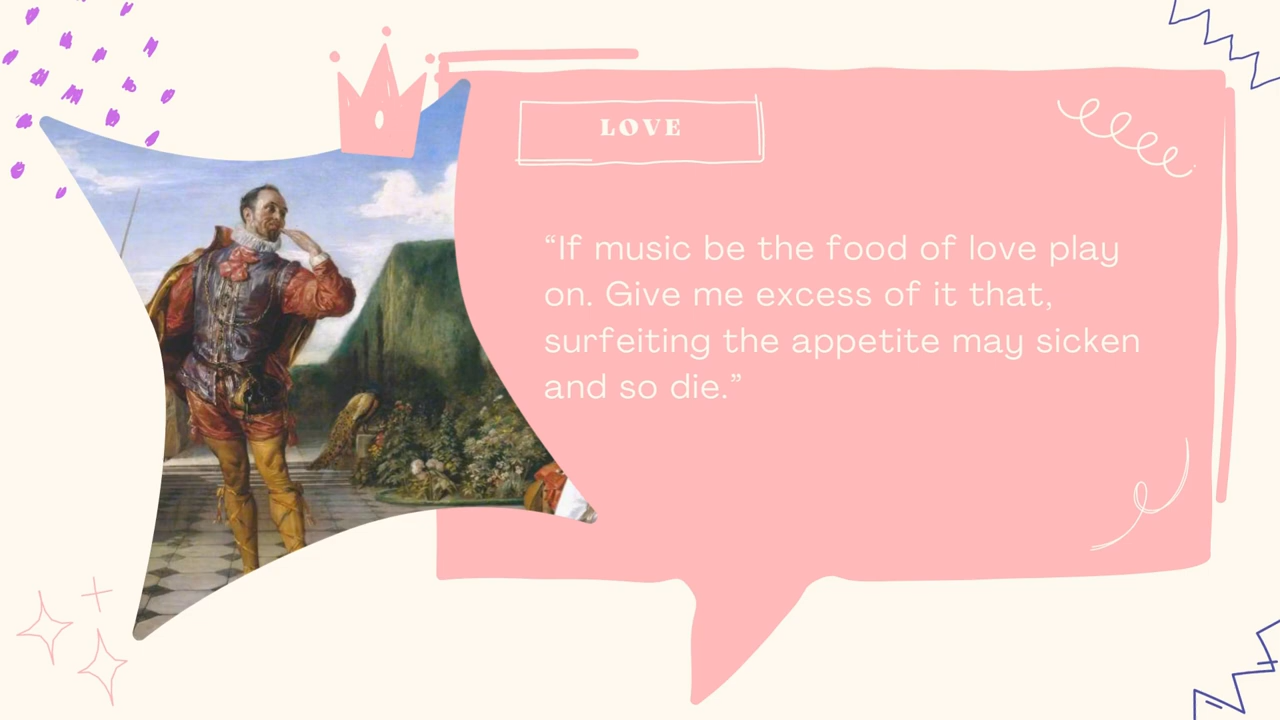 LOVE
“If music be the food of love play
on. Give me excess of it that,
surfeiting the appetite may sicken
and so die.”